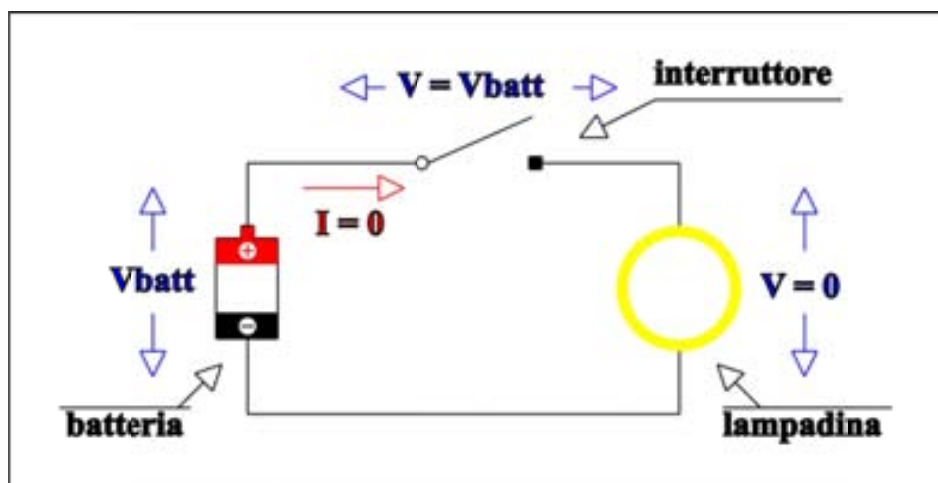 V = Vbatt
interruttore
I = 0
Vbatt
+
V = 0
−
batteria
lampadina